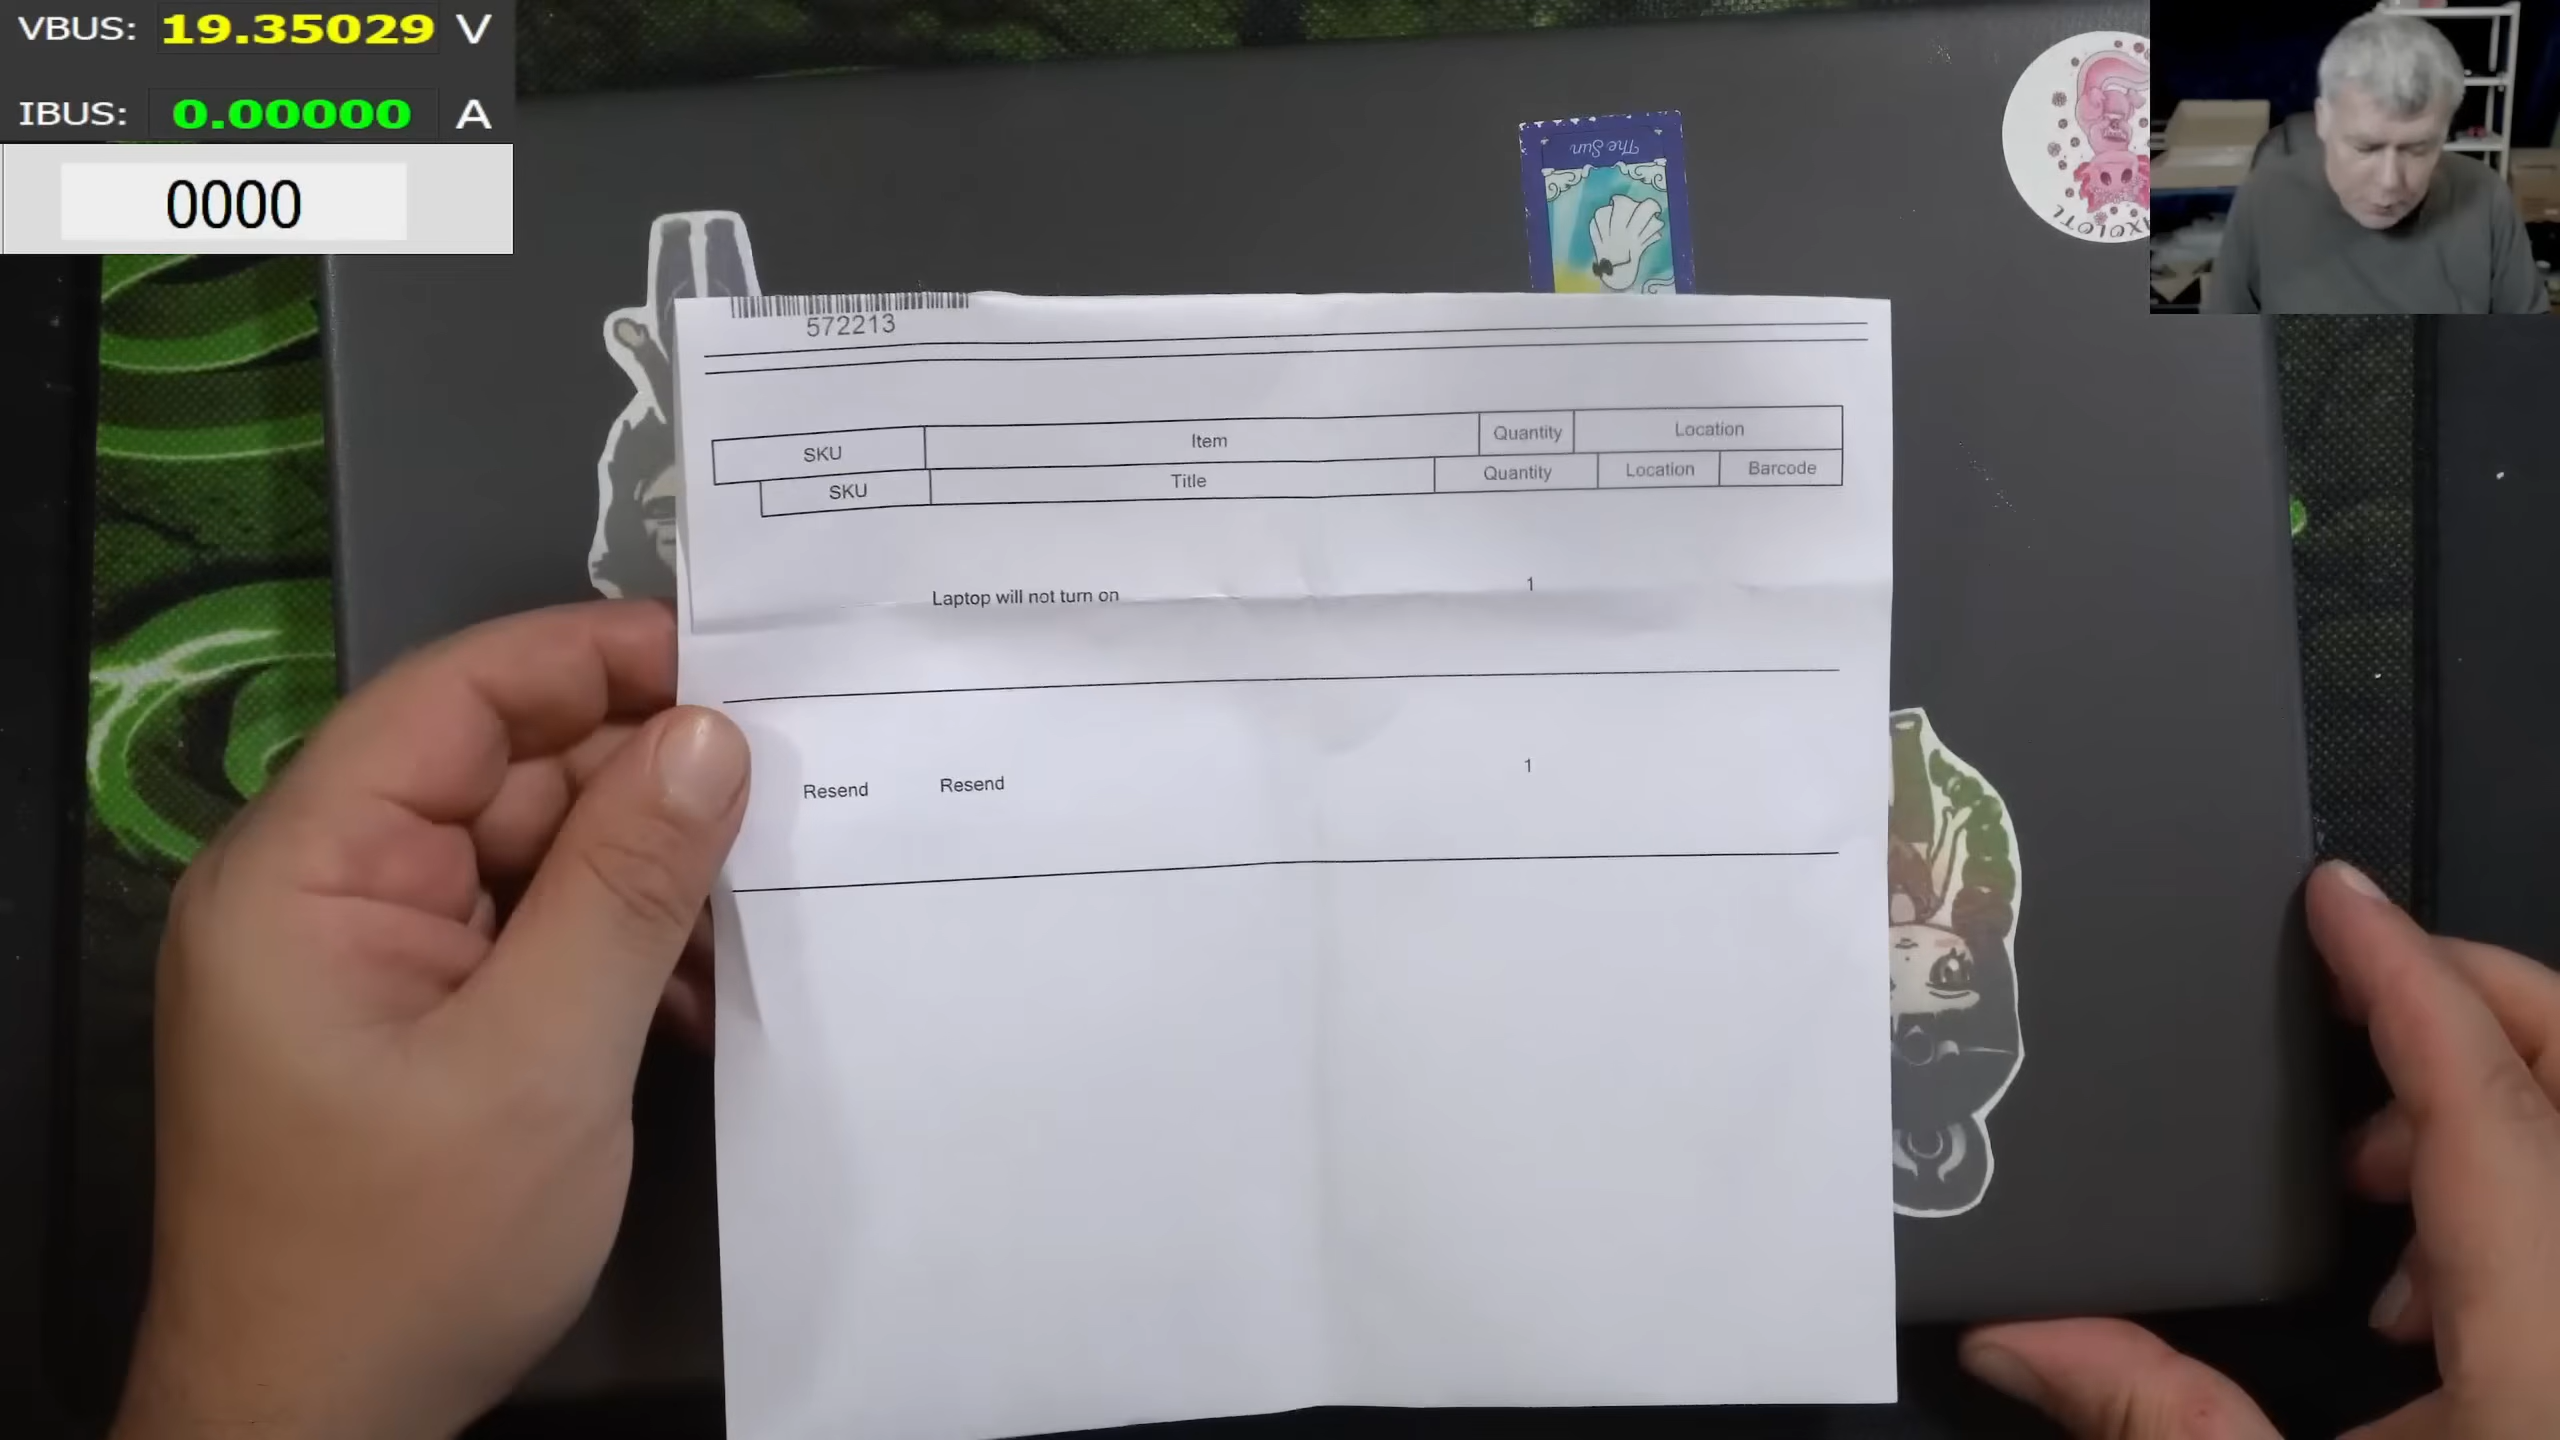 VBUS: 19.35029 V
IBUS: 0.00000 A
0000
The Sun
AXOLOTL
572213
SKU Item Quantity Location
SKU Title Quantity Location Barcode
Laptop will not turn on 1
Resend Resend 1